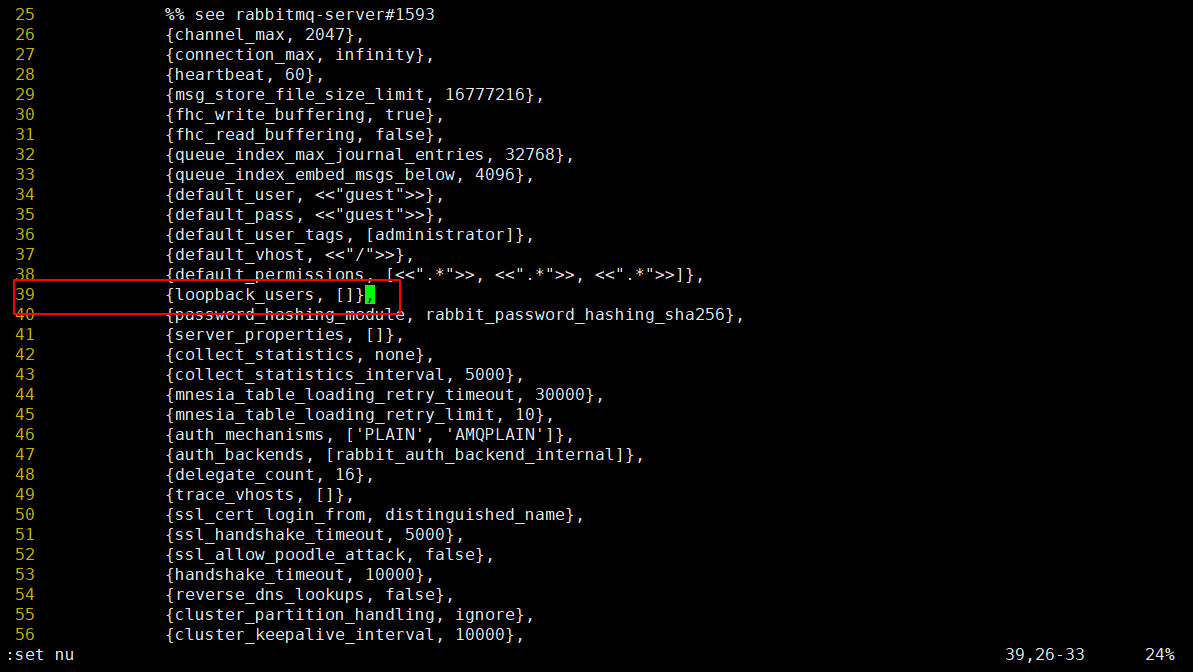 25             %% see rabbitmq-server#1593
26             {channel_max, 2047},
27             {connection_max, infinity},
28             {heartbeat, 60},
29             {msg_store_file_size_limit, 16777216},
30             {fhc_write_buffering, true},
31             {fhc_read_buffering, false},
32             {queue_index_max_journal_entries, 32768},
33             {queue_index_embed_msgs_below, 4096},
34             {default_user, <<"guest">>},
35             {default_pass, <<"guest">>},
36             {default_user_tags, [administrator]},
37             {default_vhost, <<"/">>},
38             {default_permissions, [<<".*">>, <<".*">>, <<".*">>]},
39             {loopback_users, []},
40             {password_hashing_module, rabbit_password_hashing_sha256},
41             {server_properties, []},
42             {collect_statistics, none},
43             {collect_statistics_interval, 5000},
44             {mnesia_table_loading_retry_timeout, 30000},
45             {mnesia_table_loading_retry_limit, 10},
46             {auth_mechanisms, ['PLAIN', 'AMQPLAIN']},
47             {auth_backends, [rabbit_auth_backend_internal]},
48             {delegate_count, 16},
49             {trace_vhosts, []},
50             {ssl_cert_login_from, distinguished_name},
51             {ssl_handshake_timeout, 5000},
52             {ssl_allow_poodle_attack, false},
53             {handshake_timeout, 10000},
54             {reverse_dns_lookups, false},
55             {cluster_partition_handling, ignore},
56             {cluster_keepalive_interval, 10000},
:set nu                39,26-33      24%